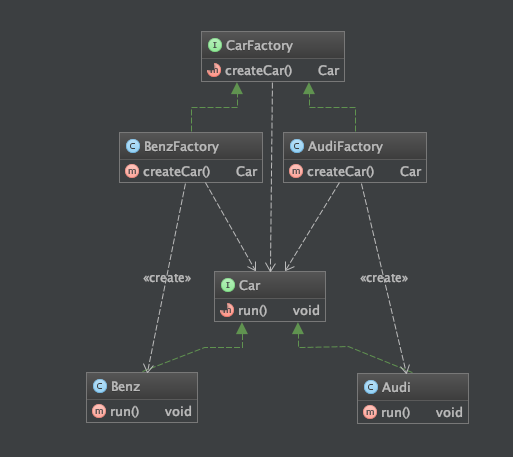 I CarFactory
m createCar() Car
C BenzFactory
m createCar() Car
C AudiFactory
m createCar() Car
«create»
«create»
I Car
m run() void
C Benz
m run() void
C Audi
m run() void